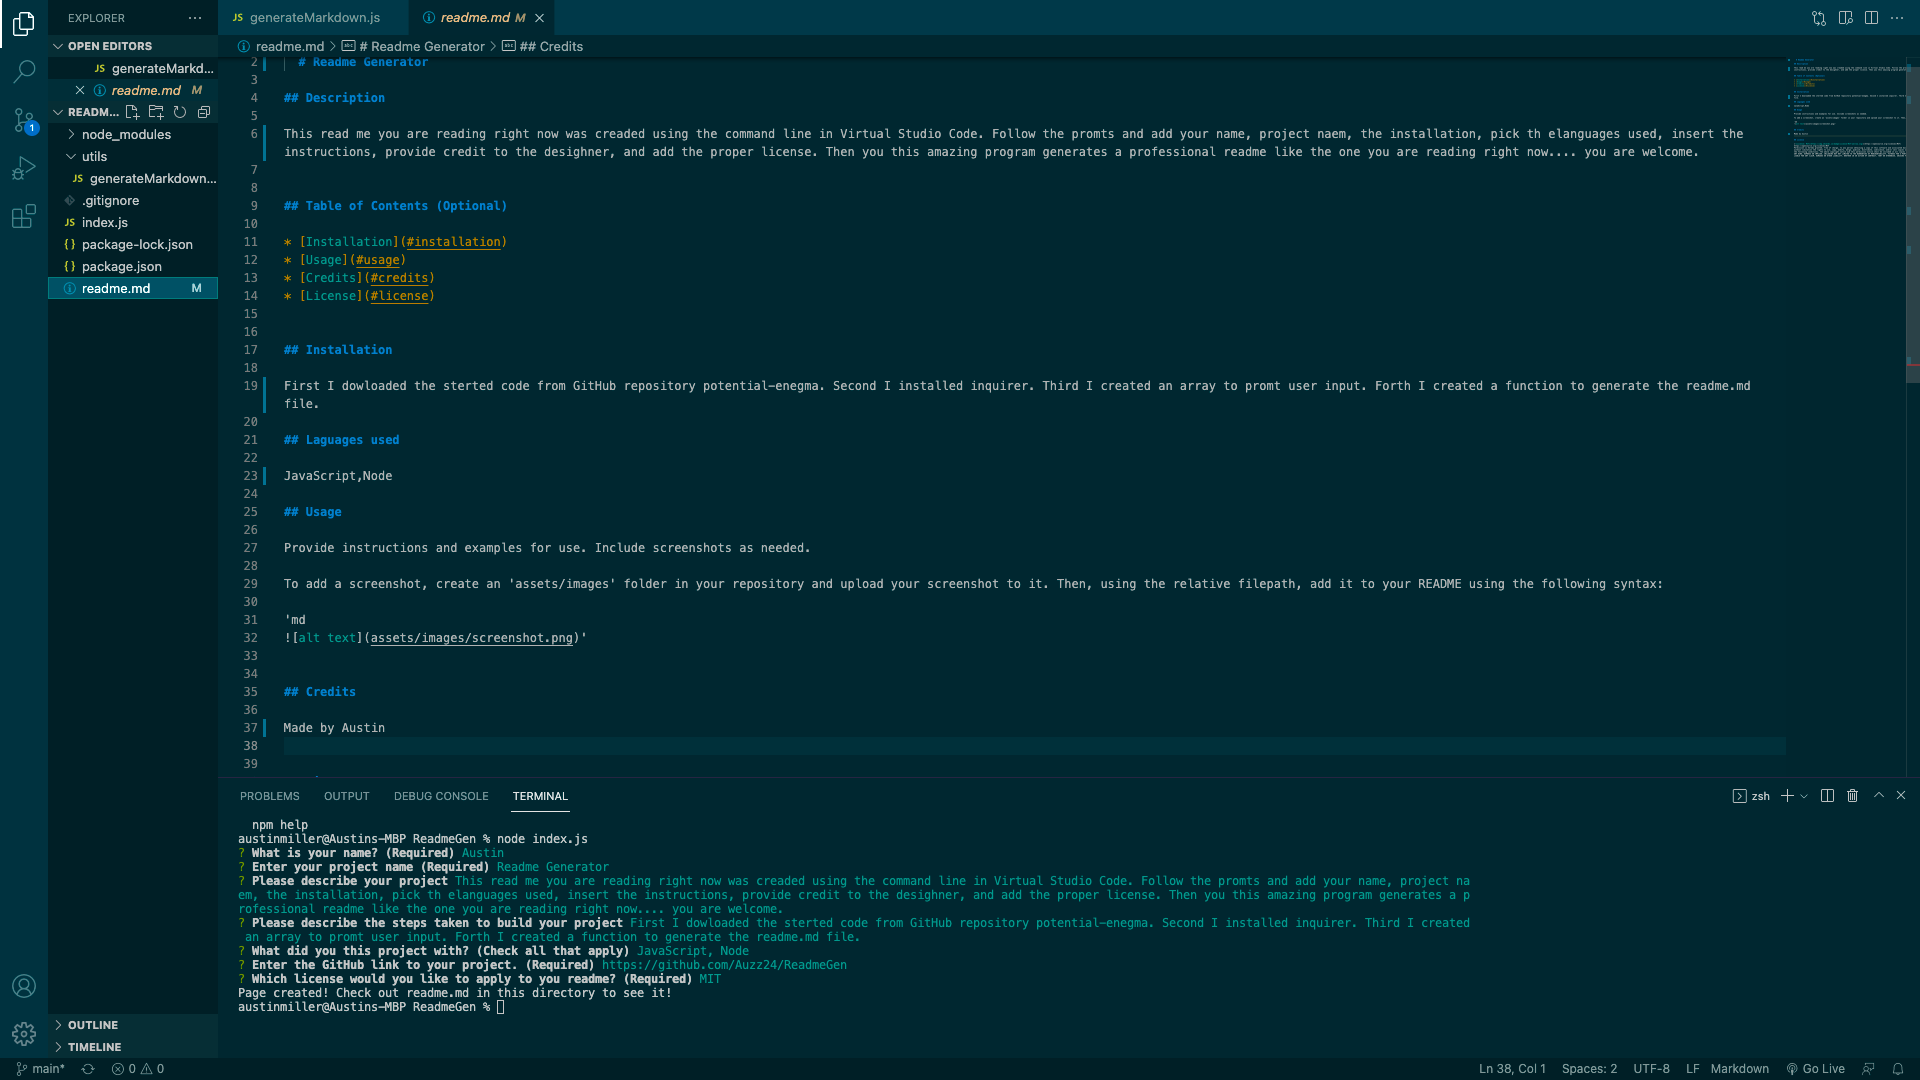 EXPLORER
JS generateMarkdown.js
readme.md M
OPEN EDITORS
JS generateMarkd...
readme.md M
READM...
node_modules
utils
JS generateMarkdown...
.gitignore
JS index.js
{} package-lock.json
{} package.json
readme.md M
OUTLINE
TIMELINE
1
readme.md > # Readme Generator > ## Credits
2 # Readme Generator
3
4 ## Description
5
6 This read me you are reading right now was creaded using the command line in Virtual Studio Code. Follow the promts and add your name, project naem, the installation, pick th elanguages used, insert the
instructions, provide credit to the desighner, and add the proper license. Then you this amazing program generates a professional readme like the one you are reading right now.... you are welcome.
7
8
9 ## Table of Contents (Optional)
10
11 * [Installation](#installation)
12 * [Usage](#usage)
13 * [Credits](#credits)
14 * [License](#license)
15
16
17 ## Installation
18
19 First I dowloaded the sterted code from GitHub repository potential-enegma. Second I installed inquirer. Third I created an array to promt user input. Forth I created a function to generate the readme.md
file.
20
21 ## Laguages used
22
23 JavaScript,Node
24
25 ## Usage
26
27 Provide instructions and examples for use. Include screenshots as needed.
28
29 To add a screenshot, create an 'assets/images' folder in your repository and upload your screenshot to it. Then, using the relative filepath, add it to your README using the following syntax:
30
31 'md
32 ![alt text](assets/images/screenshot.png)'
33
34
35 ## Credits
36
37 Made by Austin
38
39
PROBLEMS OUTPUT DEBUG CONSOLE TERMINAL
zsh
npm help
austinmiller@Austins-MBP ReadmeGen % node index.js
? What is your name? (Required) Austin
? Enter your project name (Required) Readme Generator
? Please describe your project This read me you are reading right now was creaded using the command line in Virtual Studio Code. Follow the promts and add your name, project na
em, the installation, pick th elanguages used, insert the instructions, provide credit to the desighner, and add the proper license. Then you this amazing program generates a p
rofessional readme like the one you are reading right now.... you are welcome.
? Please describe the steps taken to build your project First I dowloaded the sterted code from GitHub repository potential-enegma. Second I installed inquirer. Third I created
an array to promt user input. Forth I created a function to generate the readme.md file.
? What did you this project with? (Check all that apply) JavaScript, Node
? Enter the GitHub link to your project. (Required) https://github.com/Auzz24/ReadmeGen
? Which license would you like to apply to you readme? (Required) MIT
Page created! Check out readme.md in this directory to see it!
austinmiller@Austins-MBP ReadmeGen %
main* 0 0
Ln 38, Col 1 Spaces: 2 UTF-8 LF Markdown Go Live